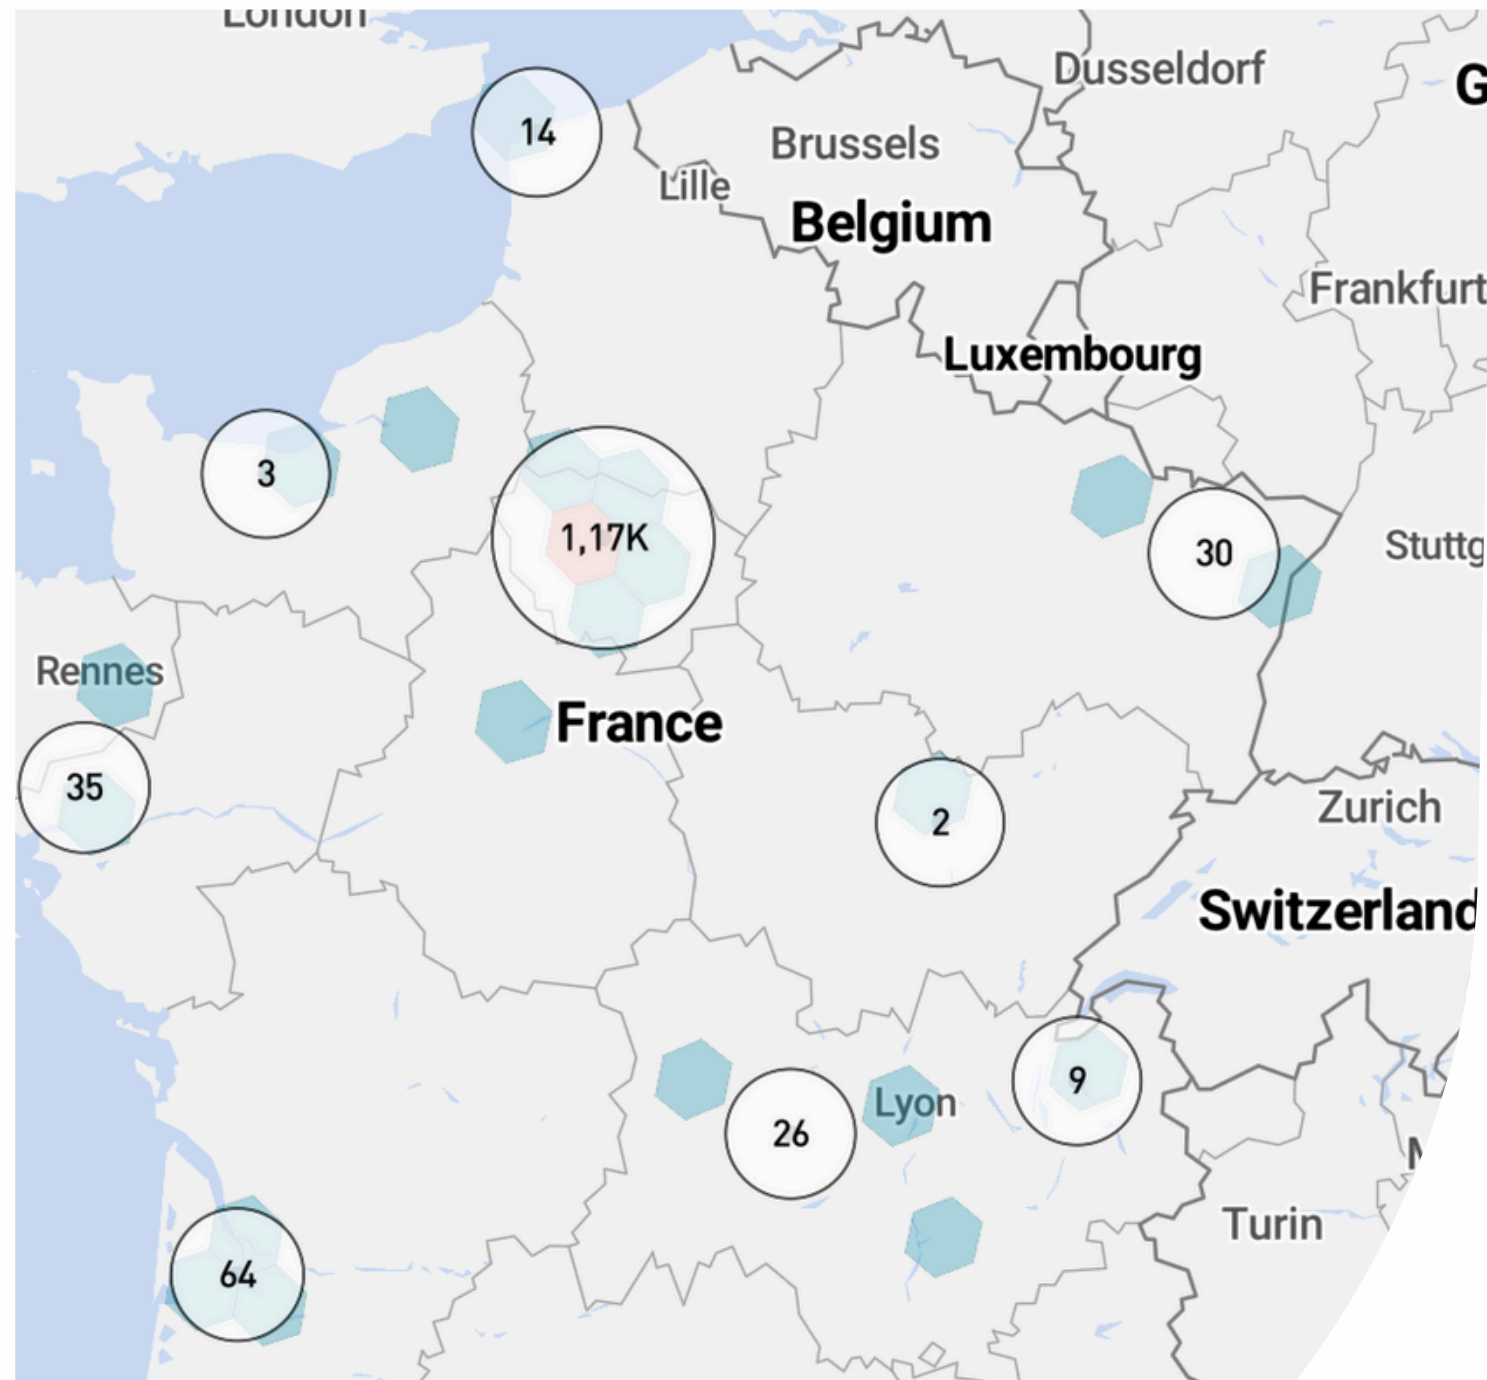 London
Dusseldorf
G
14
Brussels
Lille
Belgium
Frankfurt
Luxembourg
3
1,17K
30
Stuttg
Rennes
France
35
2
Zurich
Switzerland
9
Lyon
26
Turin
64